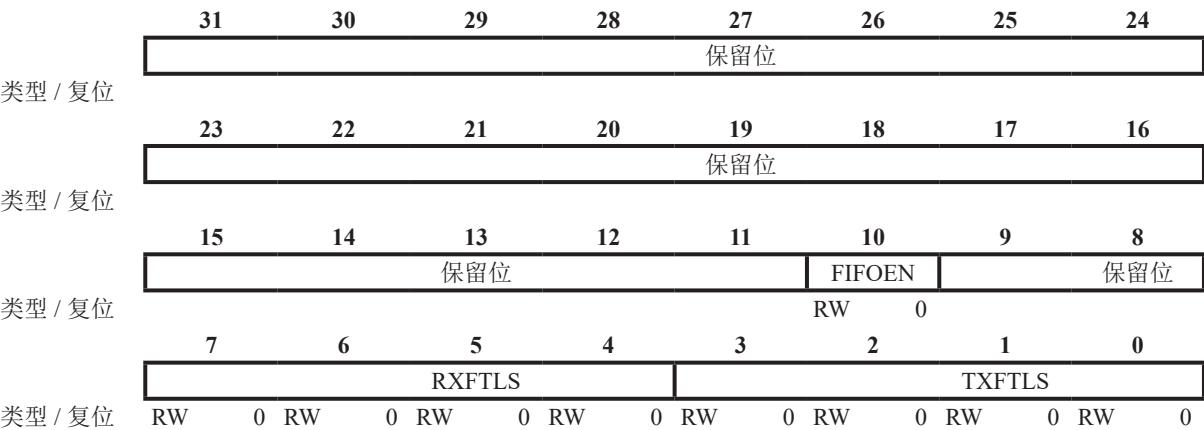 31 30 29 28 27 26 25 24
保留位
类型 / 复位
23 22 21 20 19 18 17 16
保留位
类型 / 复位
15 14 13 12 11 10 9 8
保留位 FIFOEN 保留位
类型 / 复位 RW 0
7 6 5 4 3 2 1 0
RXFTLS TXFTLS
类型 / 复位 RW 0 RW 0 RW 0 RW 0 RW 0 RW 0 RW 0 RW 0